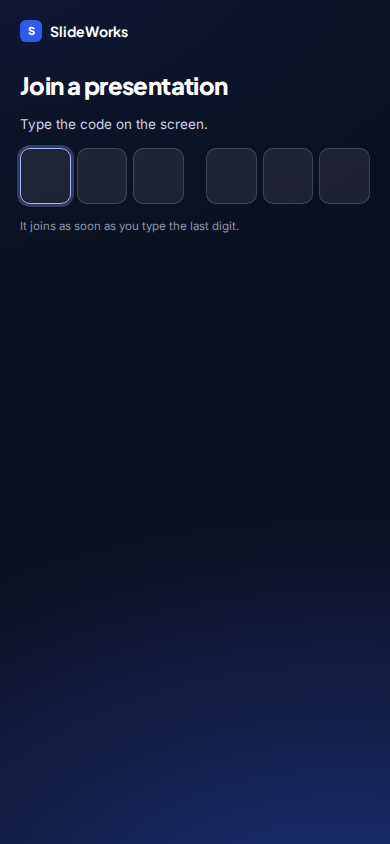 S SlideWorks
Join a presentation
Type the code on the screen.
It joins as soon as you type the last digit.